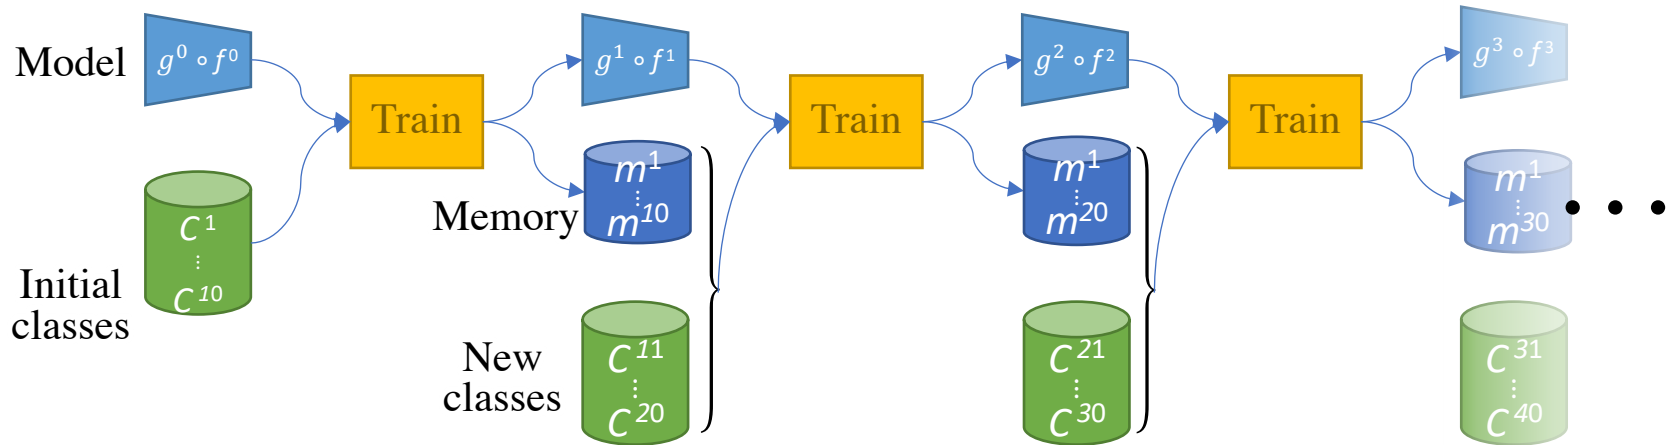 Model
g⁰ ∘ f⁰
Train
g¹ ∘ f¹
Train
g² ∘ f²
Train
g³ ∘ f³
Initial
classes
C¹
⋮
C¹⁰
Memory
m¹
⋮
m¹⁰
m¹
⋮
m²⁰
m¹
⋮
m³⁰
• • •
New
classes
C¹¹
⋮
C²⁰
C²¹
⋮
C³⁰
C³¹
⋮
C⁴⁰